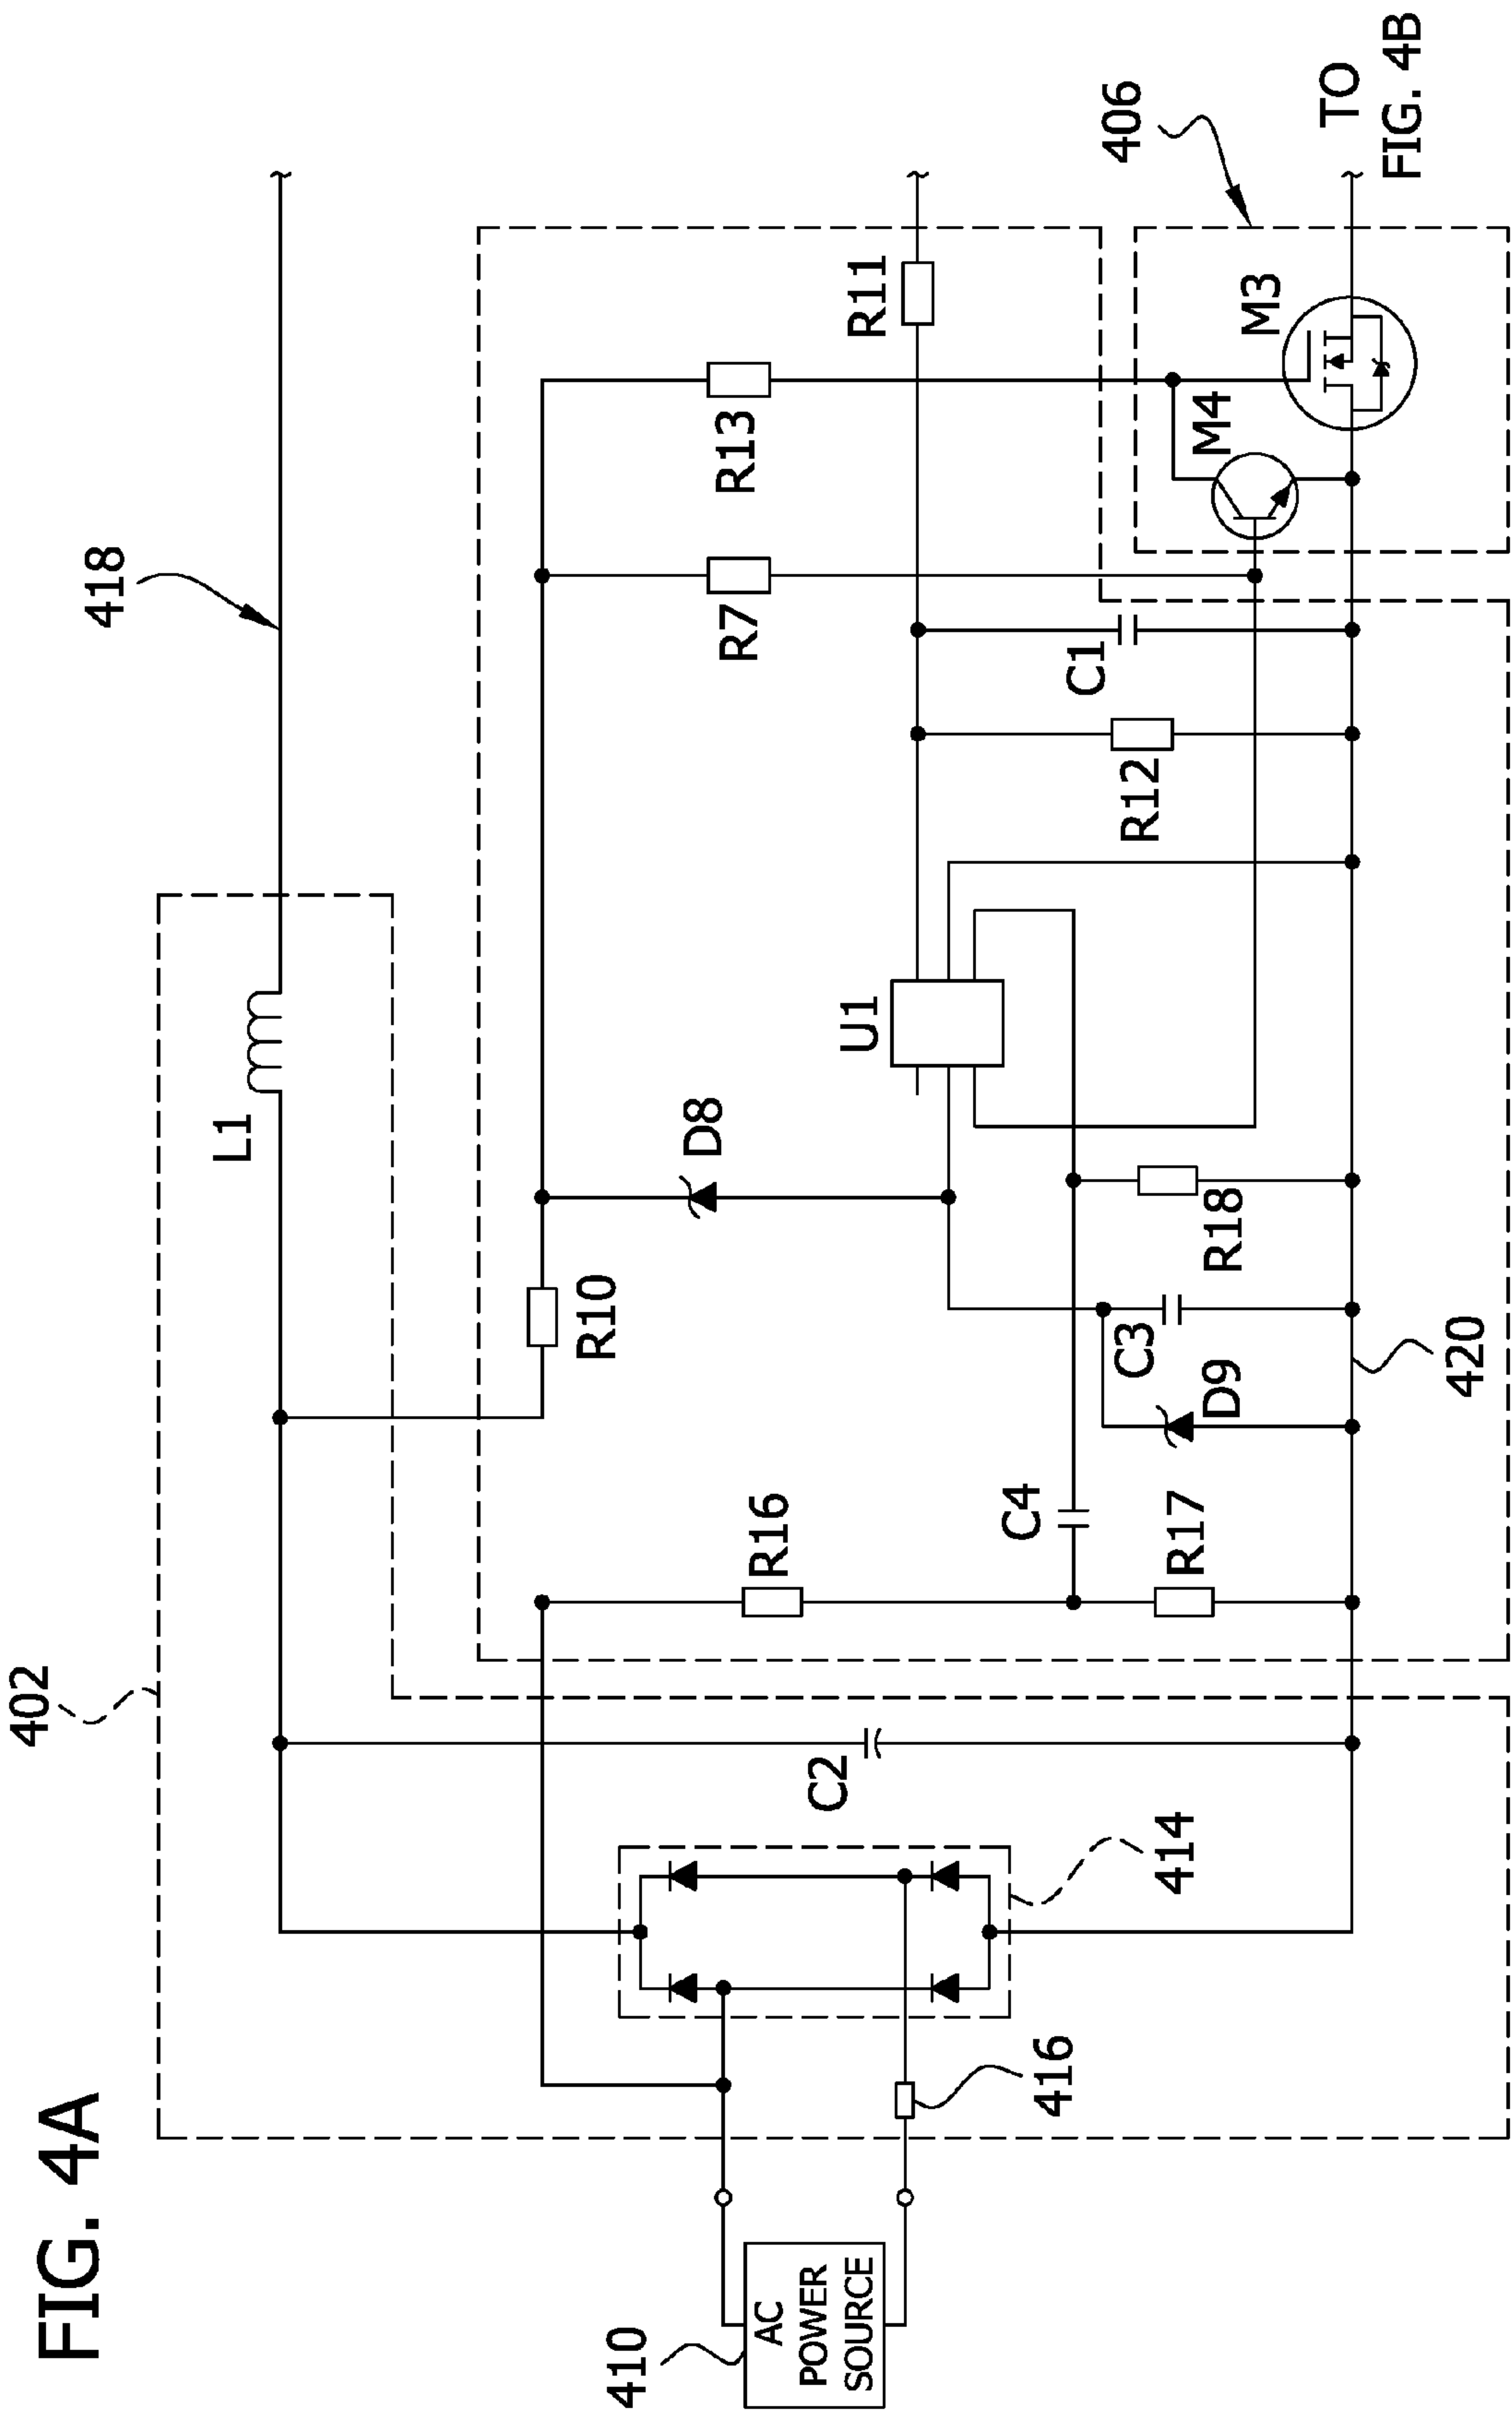 FIG. 4A
402
418
L1
R10
D8
R7
R13
R11
406
M3
M4
TO
FIG. 4B
U1
C1
R12
R18
C3
D9
420
C4
R16
R17
C2
414
416
410
AC
POWER
SOURCE